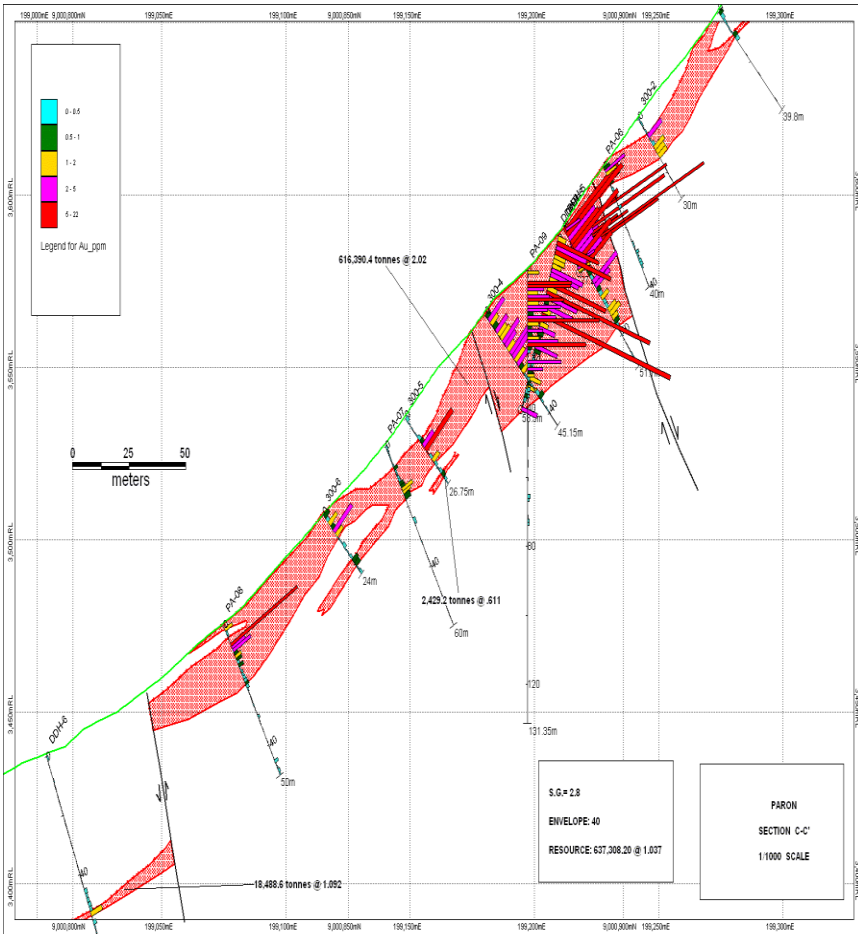 199,000mE 9,000,800mN 199,050mE 199,100mE 9,000,850mN 199,150mE 199,200mE 9,000,900mN 199,250mE 199,300mE
0 - 0.5
0.5 - 1
1 - 2
2 - 5
5 - 22
Legend for Au_ppm
39.8m
300-2
PA-06
30m
3,600mRL
PA-09
616,390.4 tonnes @ 2.02
300-4
40
40m
300-5
PA-07
40
45.15m
0 25 50
meters
300-6
26.75m
3,500mRL
80
24m
40
2,429.2 tonnes @ .611
PA-08
60m
120
3,450mRL
131.35m
DDH-6
0
40
50m
S.G.= 2.8
ENVELOPE: 40
RESOURCE: 637,308.20 @ 1.037
PARON
SECTION C-C'
1/1000 SCALE
40
18,488.6 tonnes @ 1.092
3,400mRL
199,000mE 9,000,800mN 199,050mE 199,100mE 9,000,850mN 199,150mE 199,200mE 9,000,900mN 199,250mE 199,300mE